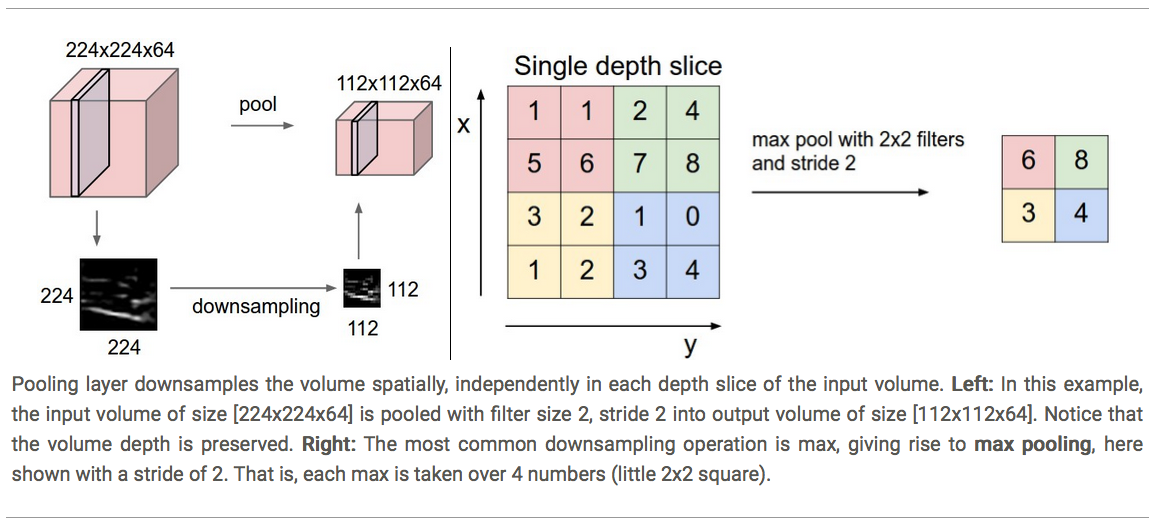 224x224x64
pool
112x112x64
224
224
downsampling
112
112
Single depth slice
x
1 1 2 4
5 6 7 8
3 2 1 0
1 2 3 4
y
max pool with 2x2 filters
and stride 2
6 8
3 4
Pooling layer downsamples the volume spatially, independently in each depth slice of the input volume. Left: In this example,
the input volume of size [224x224x64] is pooled with filter size 2, stride 2 into output volume of size [112x112x64]. Notice that
the volume depth is preserved. Right: The most common downsampling operation is max, giving rise to max pooling, here
shown with a stride of 2. That is, each max is taken over 4 numbers (little 2x2 square).